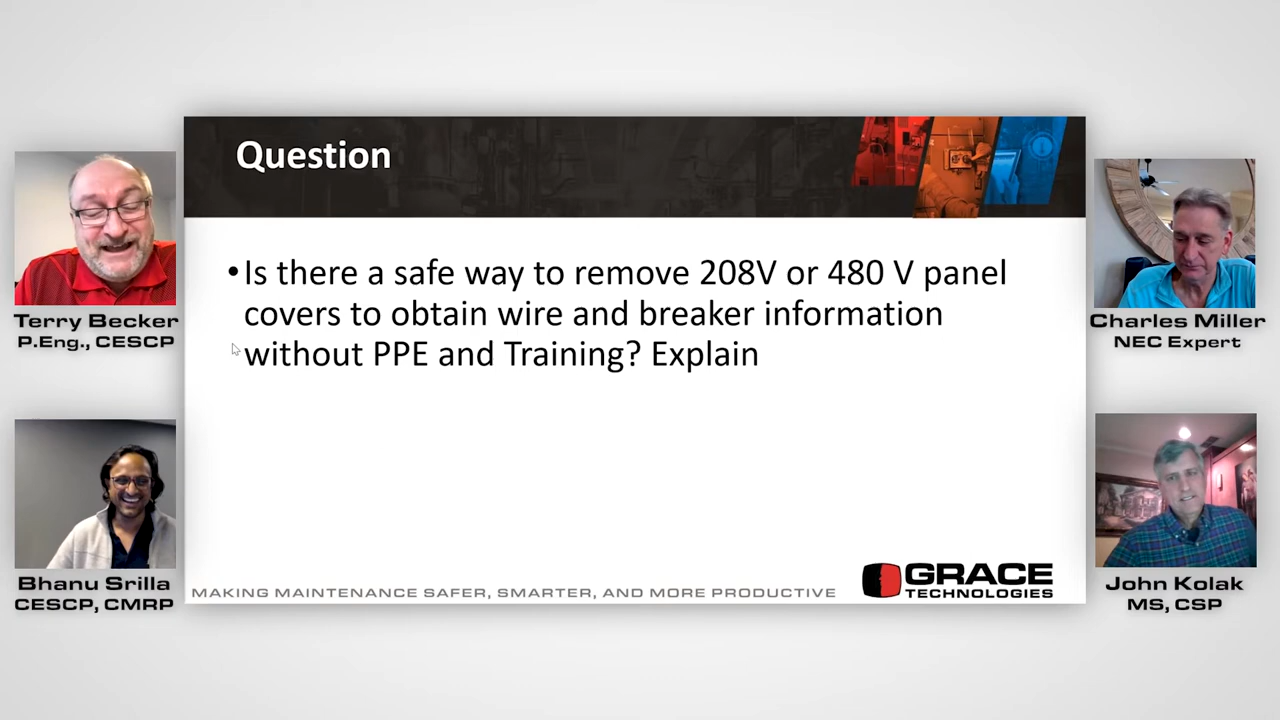 Question
•Is there a safe way to remove 208V or 480 V panel
covers to obtain wire and breaker information
without PPE and Training? Explain
MAKING MAINTENANCE SAFER, SMARTER, AND MORE PRODUCTIVE
GRACE
TECHNOLOGIES
Terry Becker
P.Eng., CESCP
Bhanu Srilla
CESCP, CMRP
Charles Miller
NEC Expert
John Kolak
MS, CSP